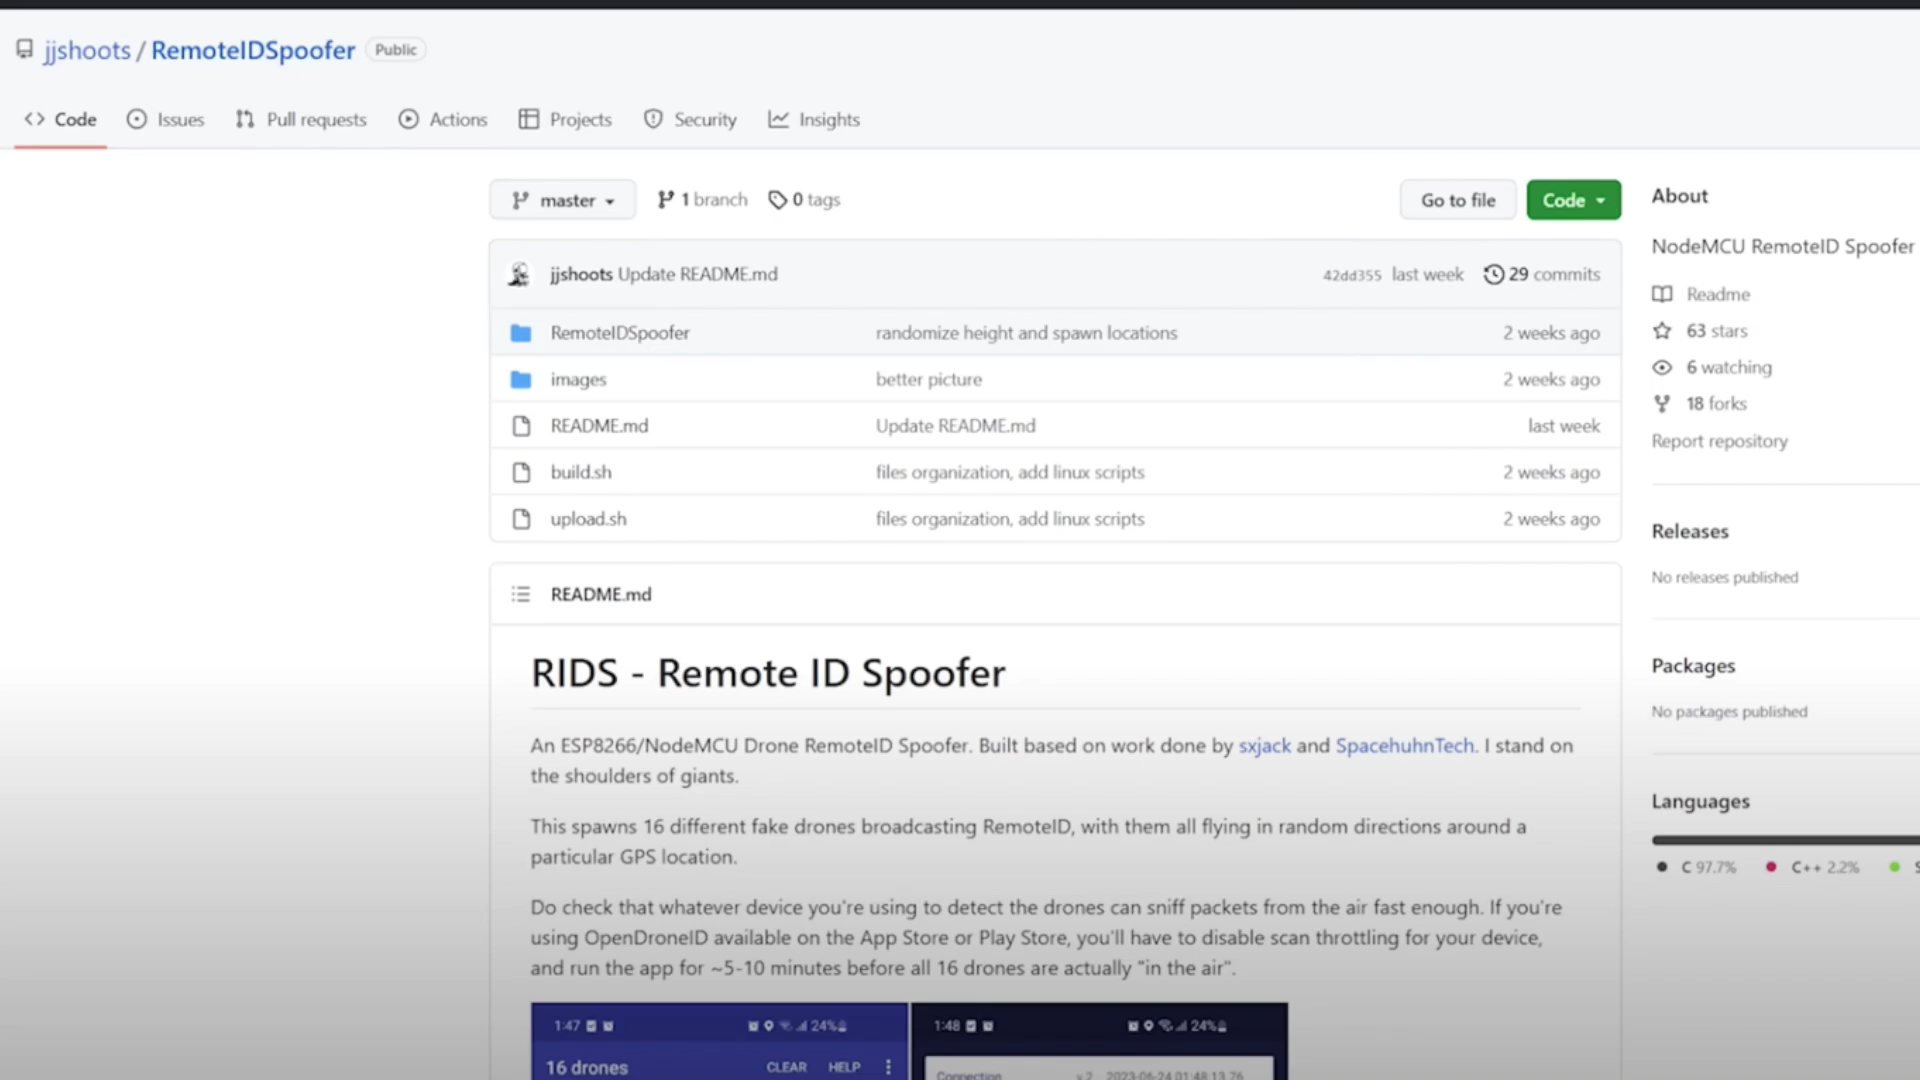 jjshoots / RemoteIDSpoofer Public
Code Issues Pull requests Actions Projects Security Insights
master 1 branch 0 tags Go to file Code
jjshoots Update README.md 42dd355 last week 29 commits
RemoteIDSpoofer randomize height and spawn locations 2 weeks ago
images better picture 2 weeks ago
README.md Update README.md last week
build.sh files organization, add linux scripts 2 weeks ago
upload.sh files organization, add linux scripts 2 weeks ago
README.md
RIDS - Remote ID Spoofer
An ESP8266/NodeMCU Drone RemoteID Spoofer. Built based on work done by sxjack and SpacehuhnTech. I stand on
the shoulders of giants.
This spawns 16 different fake drones broadcasting RemoteID, with them all flying in random directions around a
particular GPS location.
Do check that whatever device you're using to detect the drones can sniff packets from the air fast enough. If you're
using OpenDroneID available on the App Store or Play Store, you'll have to disable scan throttling for your device,
and run the app for ~5-10 minutes before all 16 drones are actually "in the air".
1:47 24%
16 drones CLEAR HELP
1:48 24%
Connection v.2 2023-06-24 01:48:13.76
About
NodeMCU RemoteID Spoofer
Readme
63 stars
6 watching
18 forks
Report repository
Releases
No releases published
Packages
No packages published
Languages
C 97.7% C++ 2.2%